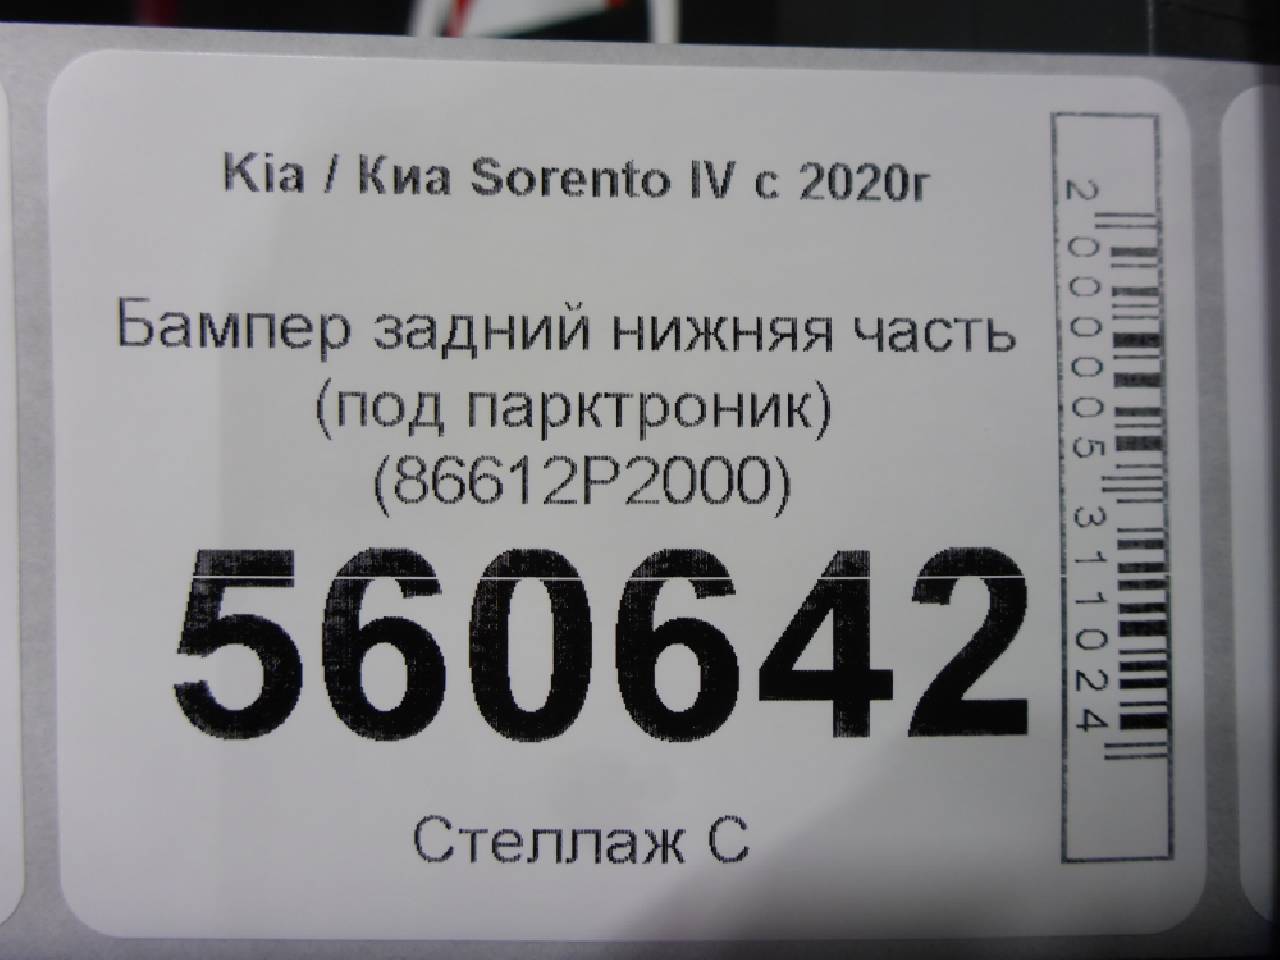 Kia / Киа Sorento IV с 2020г
Бампер задний нижняя часть
(под парктроник)
(86612P2000)
560642
Стеллаж С
2000005311024